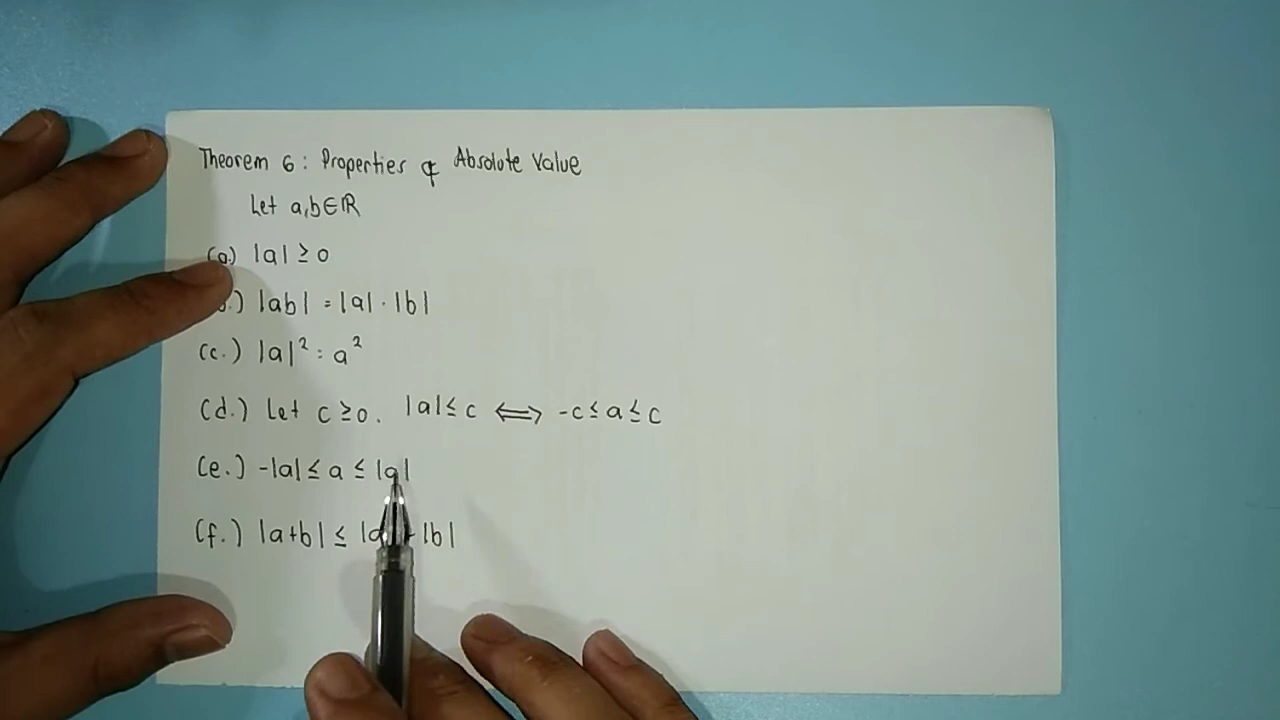 Theorem 6: Properties of Absolute Value
Let a,b∈ℝ
(a.) |a| ≥ 0
.) |ab| = |a| · |b|
(c.) |a|² = a²
(d.) Let c ≥ 0. |a| ≤ c ⟺ -c ≤ a ≤ c
(e.) -|a| ≤ a ≤ |a|
(f.) |a+b| ≤ |a + |b|